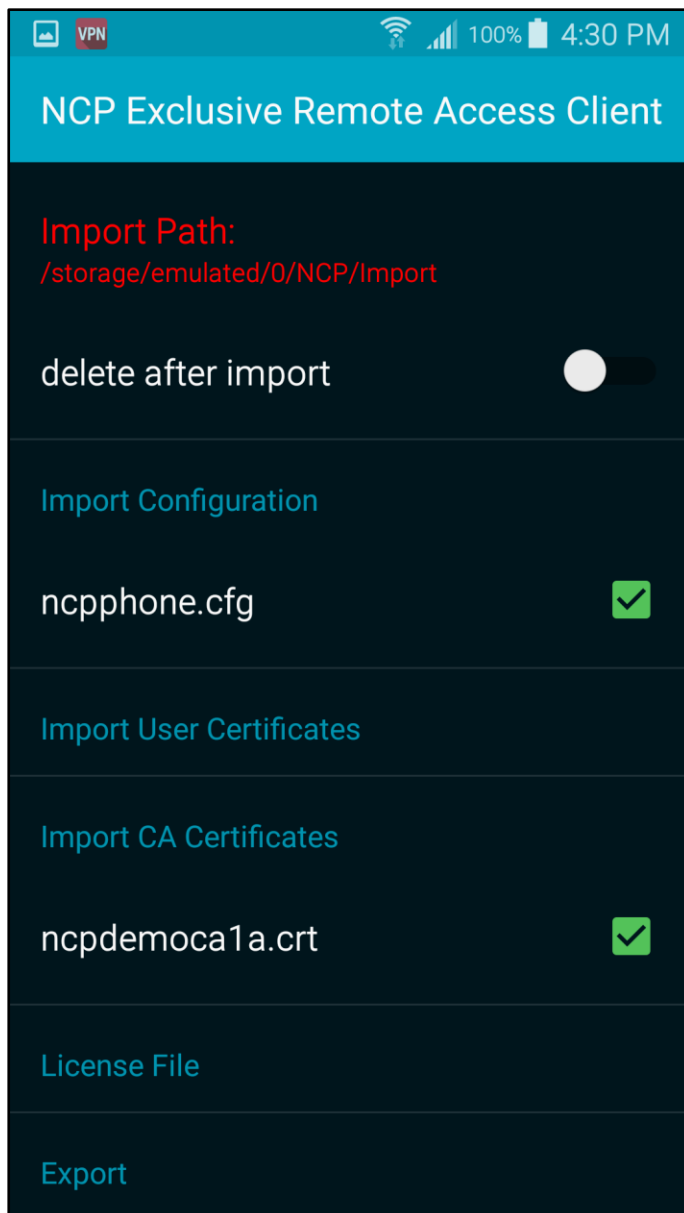 VPN 100% 4:30 PM
NCP Exclusive Remote Access Client
Import Path:
/storage/emulated/0/NCP/Import
delete after import
Import Configuration
ncpphone.cfg
Import User Certificates
Import CA Certificates
ncpdemoca1a.crt
License File
Export